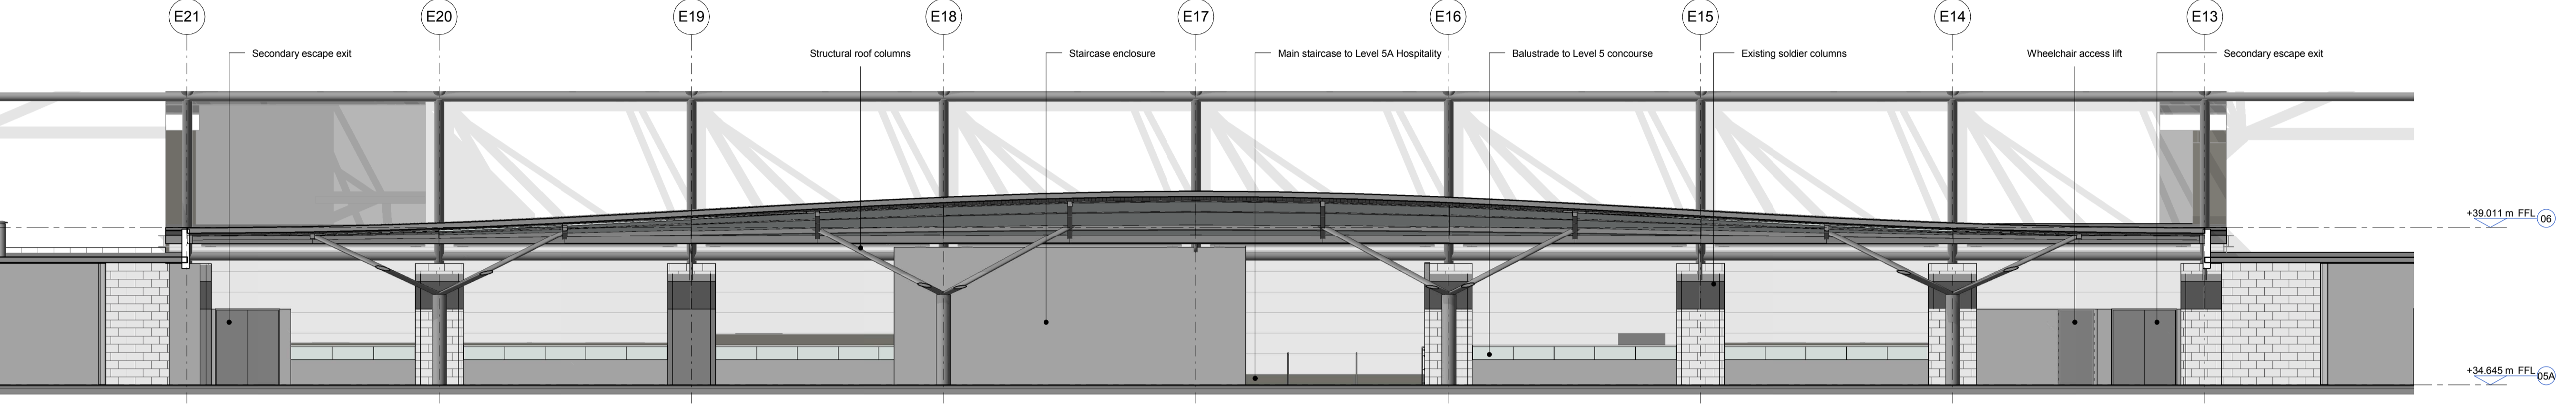 E21 E20 E19 E18 E17 E16 E15 E14 E13
Secondary escape exit Structural roof columns Staircase enclosure Main staircase to Level 5A Hospitality Balustrade to Level 5 concourse Existing soldier columns Wheelchair access lift Secondary escape exit
+39.011 m FFL 06
+34.645 m FFL 05A